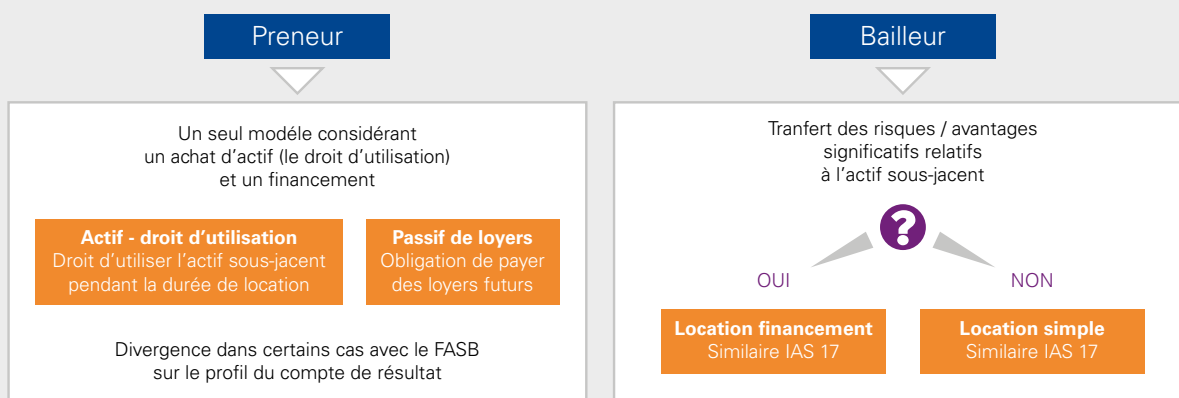 Preneur
Un seul modéle considérant
un achat d'actif (le droit d'utilisation)
et un financement
Actif - droit d'utilisation
Droit d'utiliser l'actif sous-jacent
pendant la durée de location
Passif de loyers
Obligation de payer
des loyers futurs
Divergence dans certains cas avec le FASB
sur le profil du compte de résultat
Bailleur
Tranfert des risques / avantages
significatifs relatifs
à l'actif sous-jacent
?
OUI
NON
Location financement
Similaire IAS 17
Location simple
Similaire IAS 17